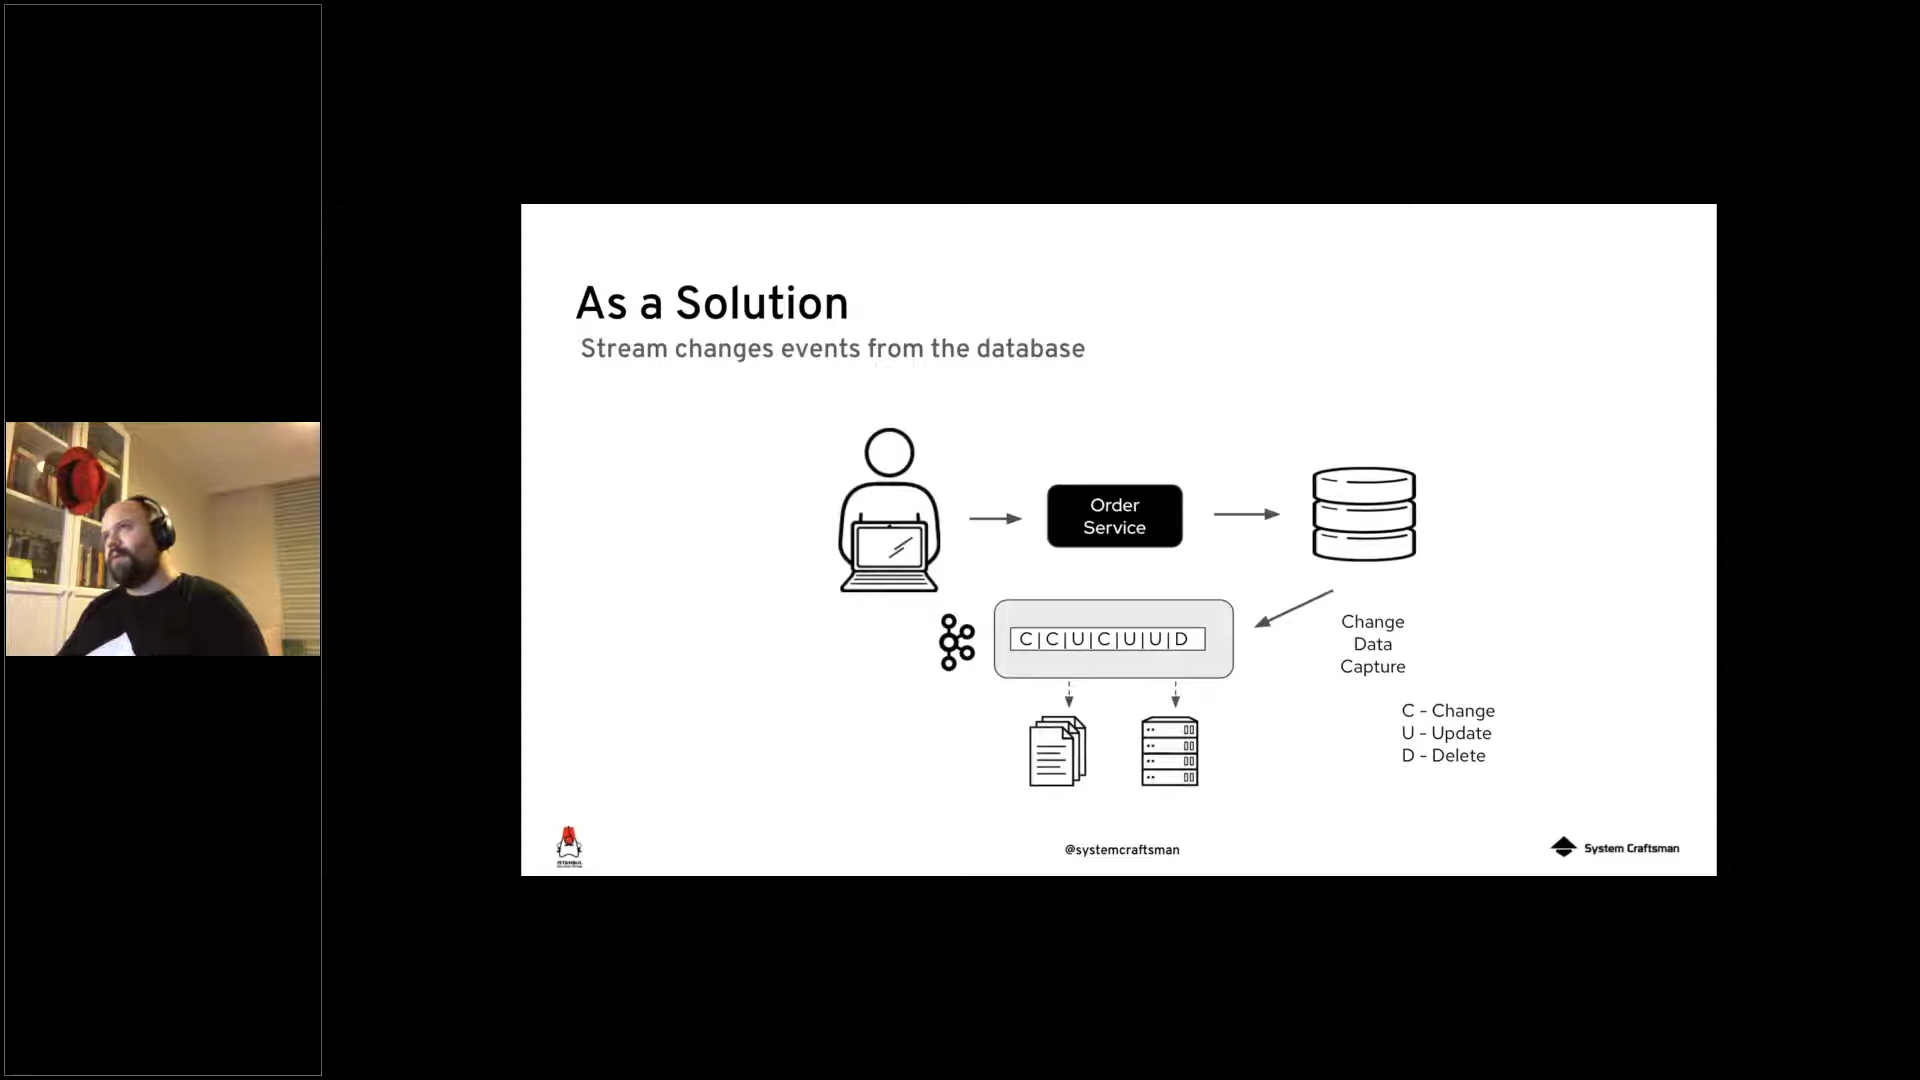 As a Solution
Stream changes events from the database
Order
Service
C|C|U|C|U|U|D
Change
Data
Capture
C - Change
U - Update
D - Delete
ISTANBUL
@systemcraftsman
System Craftsman